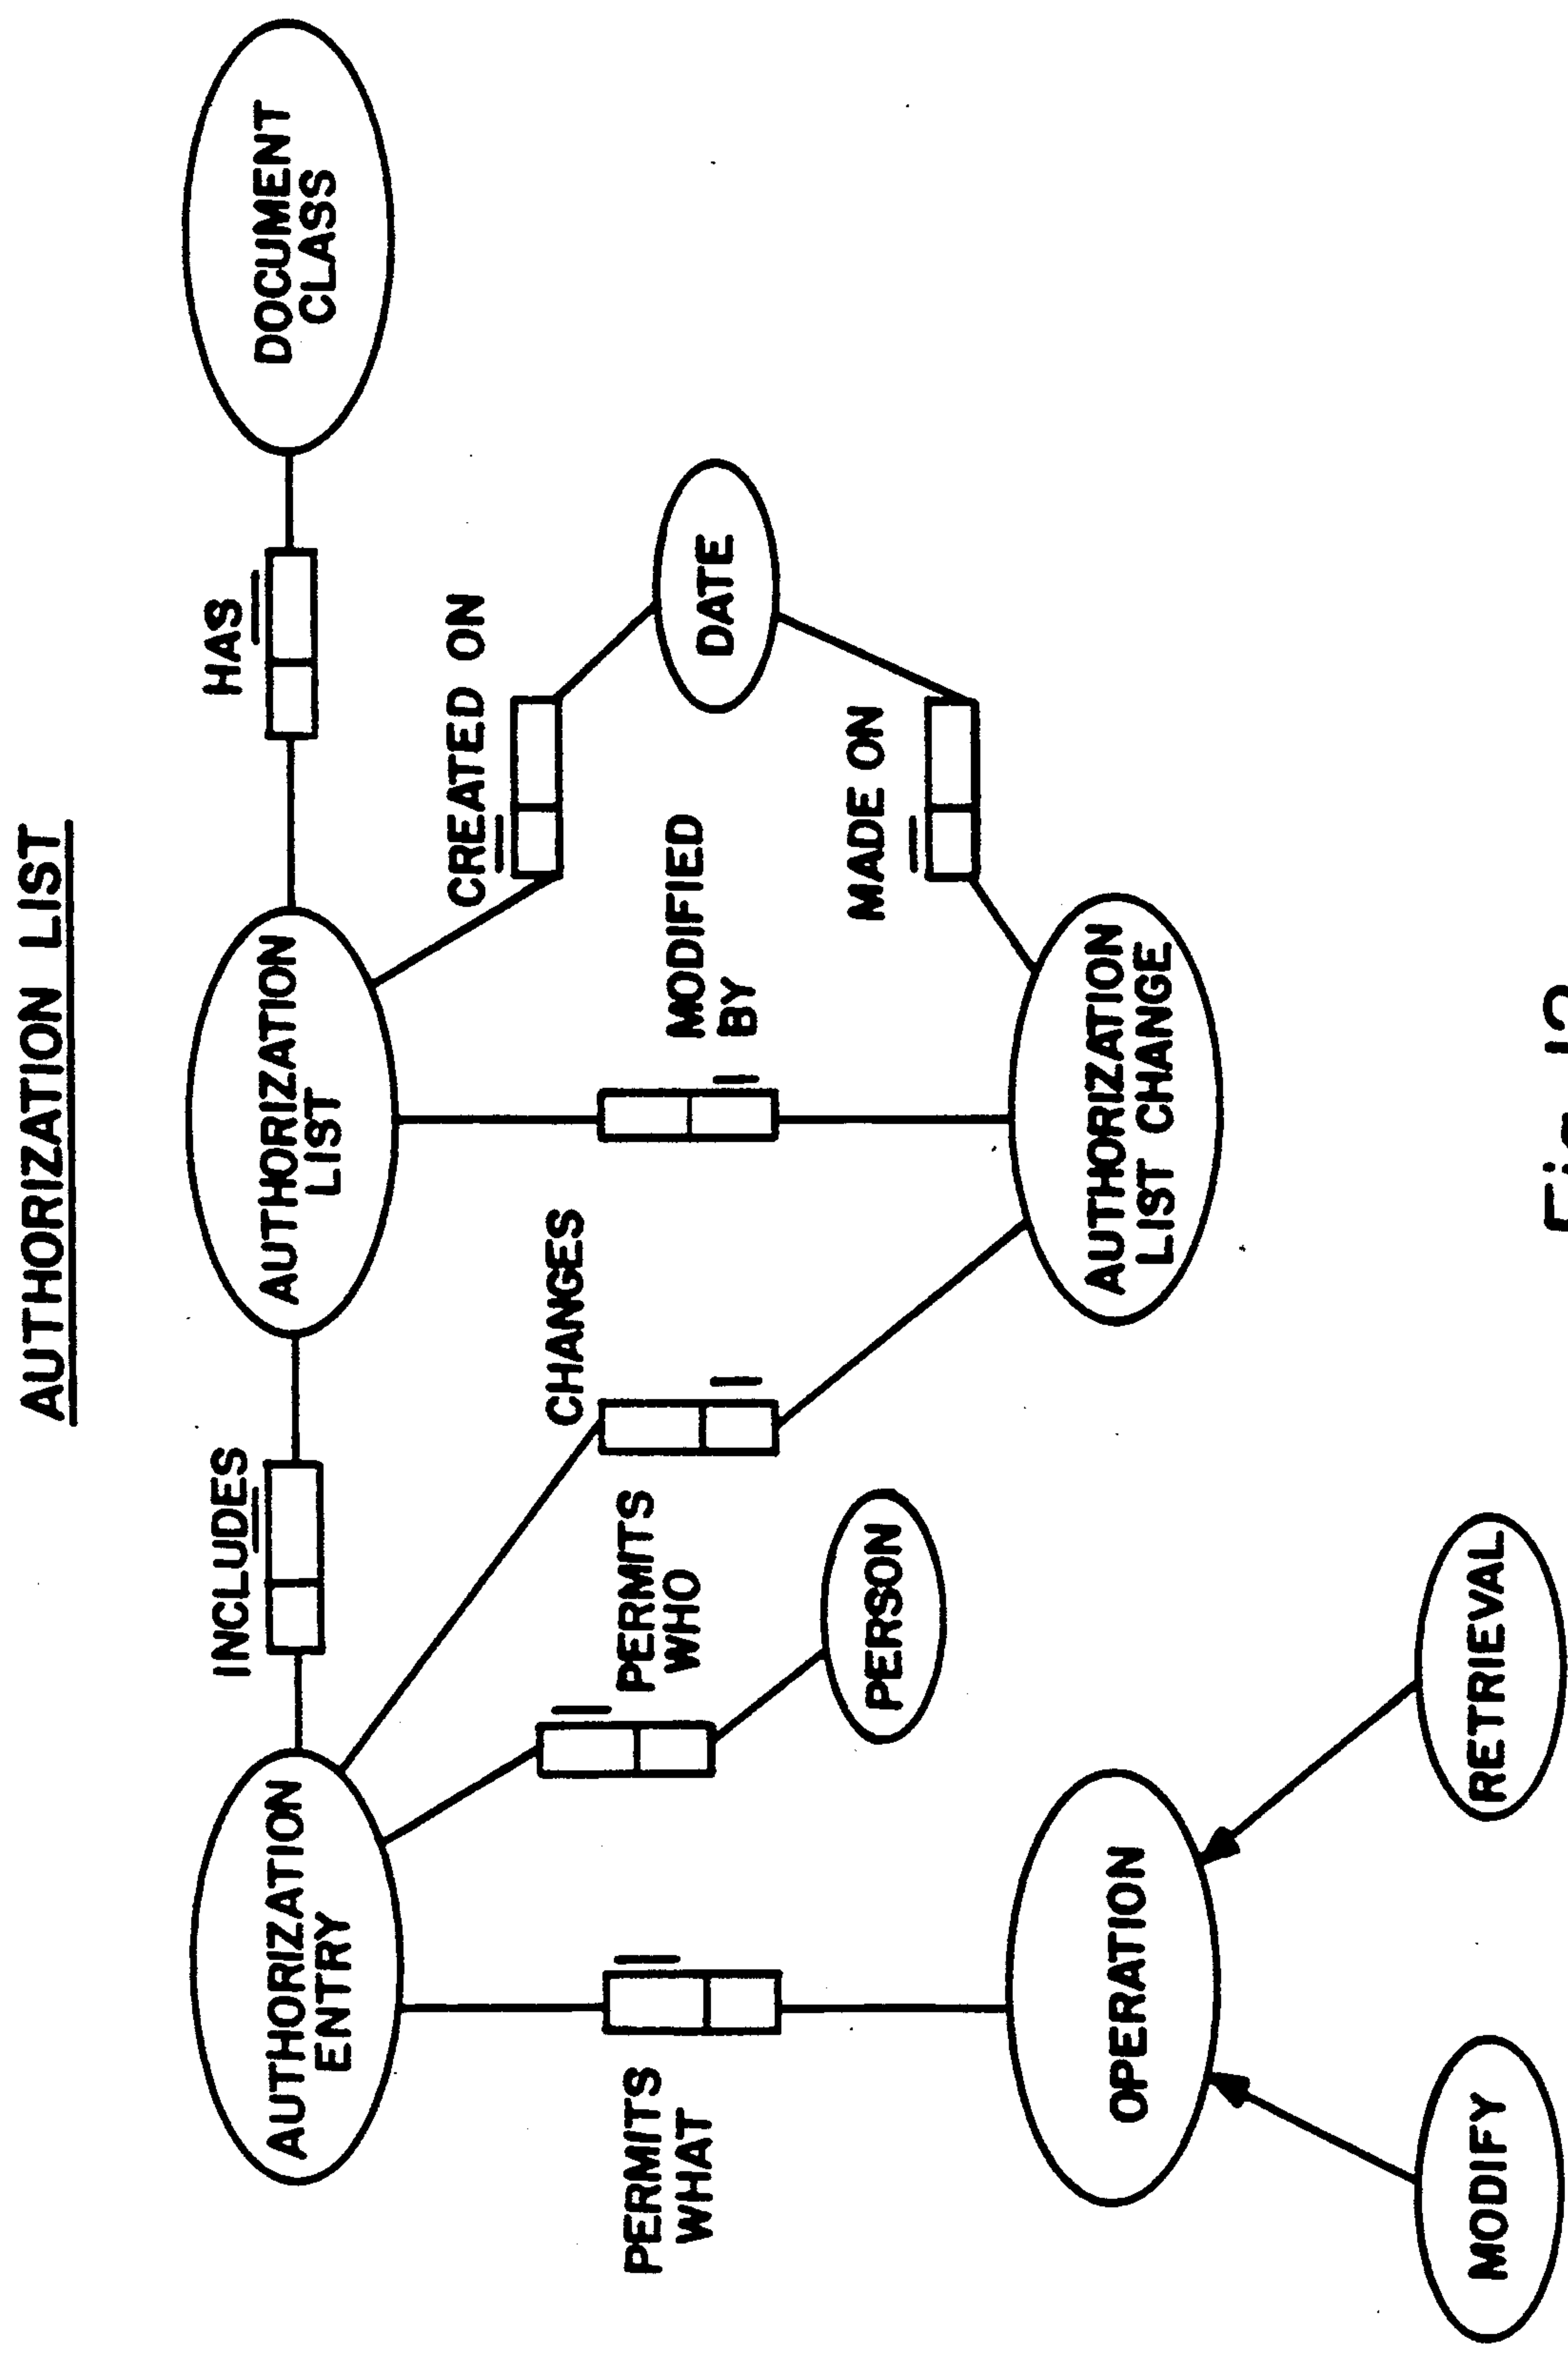 AUTHORIZATION LIST
INCLUDES
HAS
AUTHORIZATION
ENTRY
AUTHORIZATION
LIST
DOCUMENT
CLASS
CREATED ON
CHANGES
PERMITS
WHAT
PERMITS
WHO
MODIFIED
BY
DATE
MADE ON
PERSON
OPERATION
AUTHORIZATION
LIST CHANGE
MODIFY
RETRIEVAL